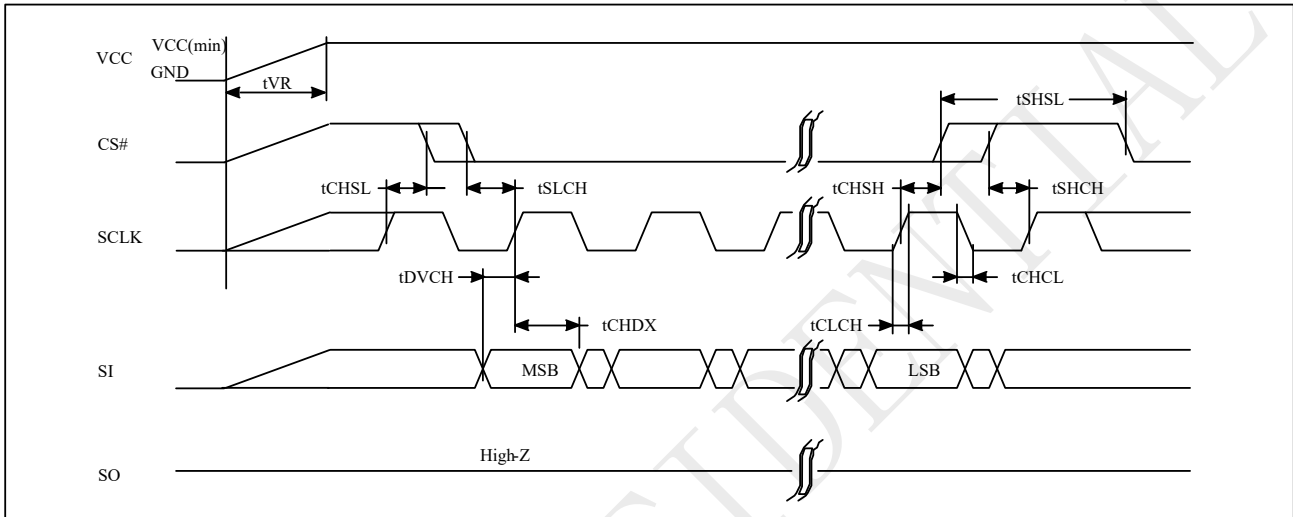 VCC VCC(min)
GND
tVR
tSHSL
CS#
tCHSL tSLCH tCHSH tSHCH
SCLK
tDVCH tCHCL
tCHDX tCLCH
SI MSB LSB
High-Z
SO